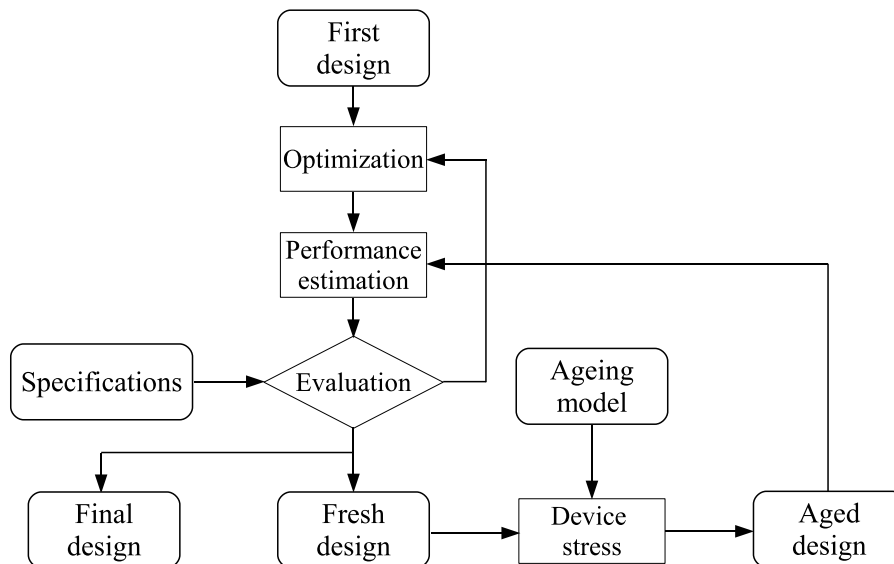 First
design
Optimization
Performance
estimation
Specifications
Evaluation
Ageing
model
Final
design
Fresh
design
Device
stress
Aged
design